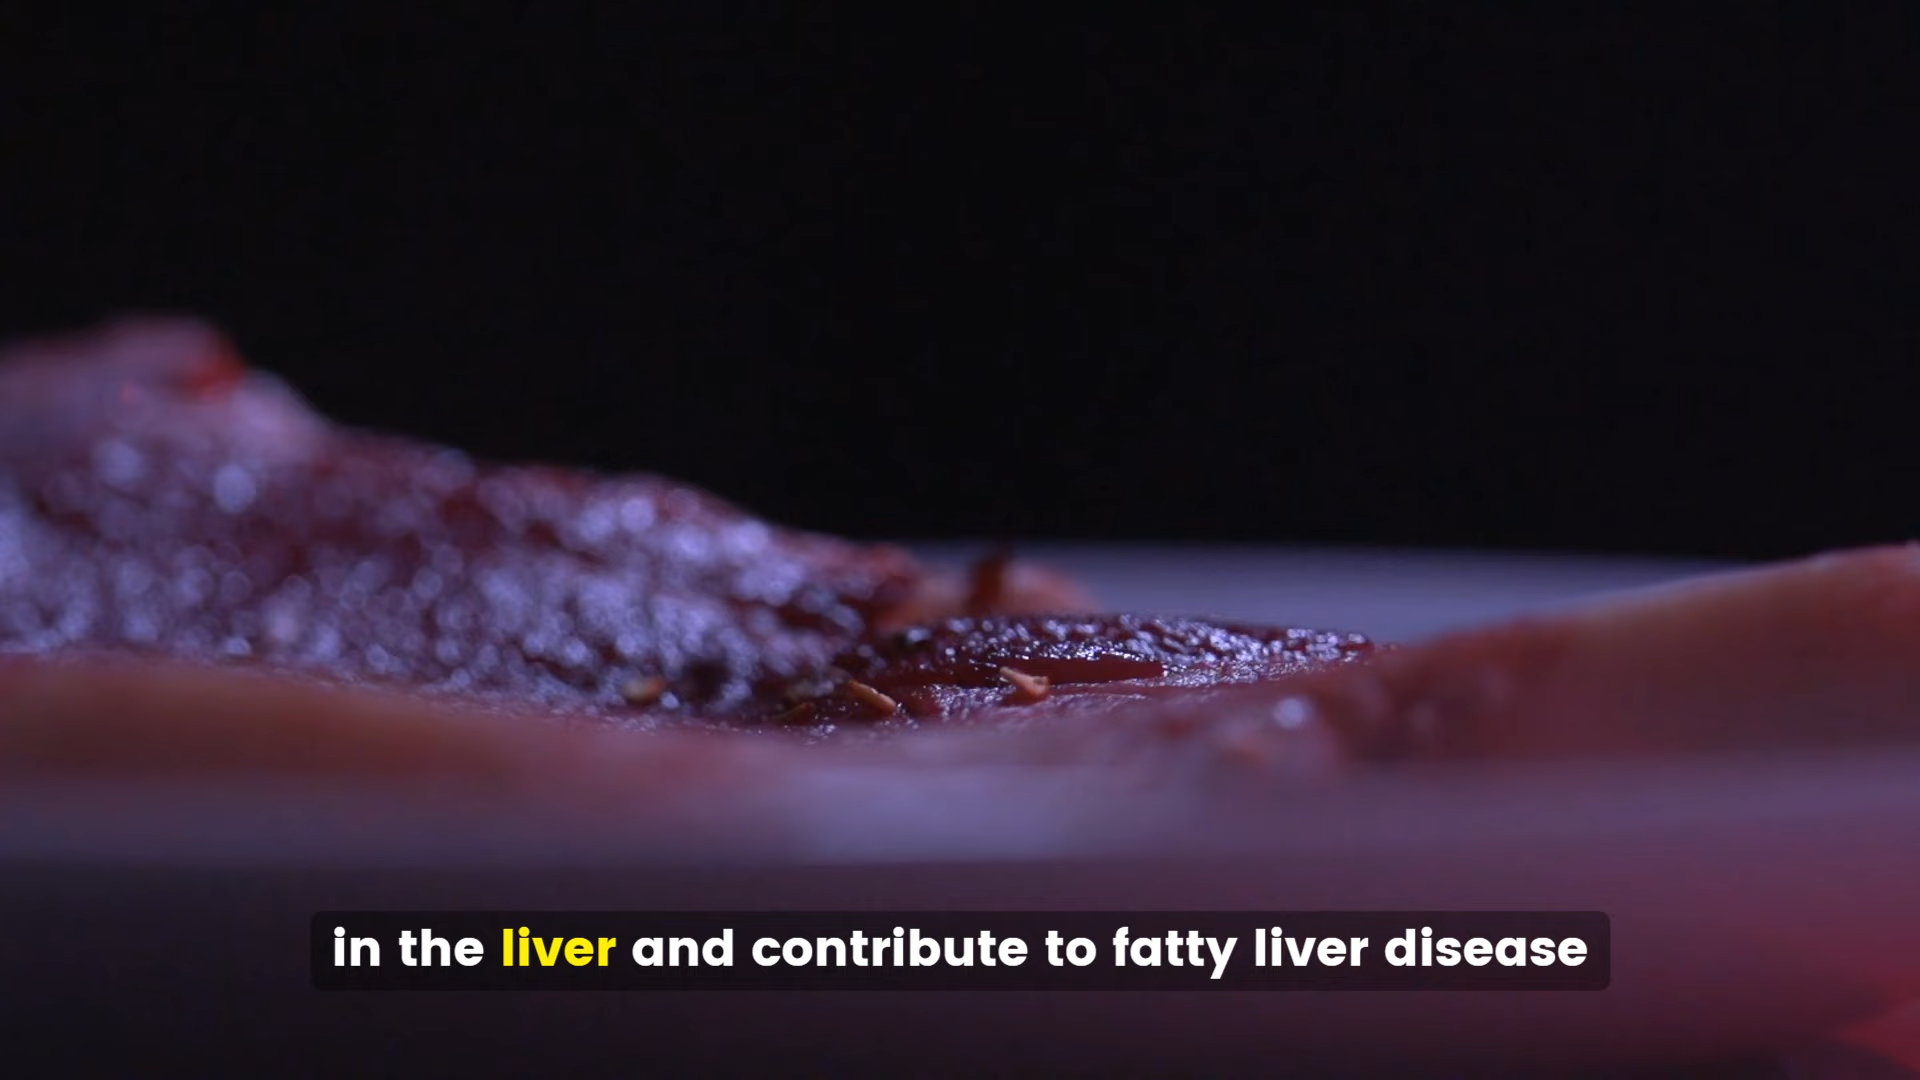 in the liver and contribute to fatty liver disease